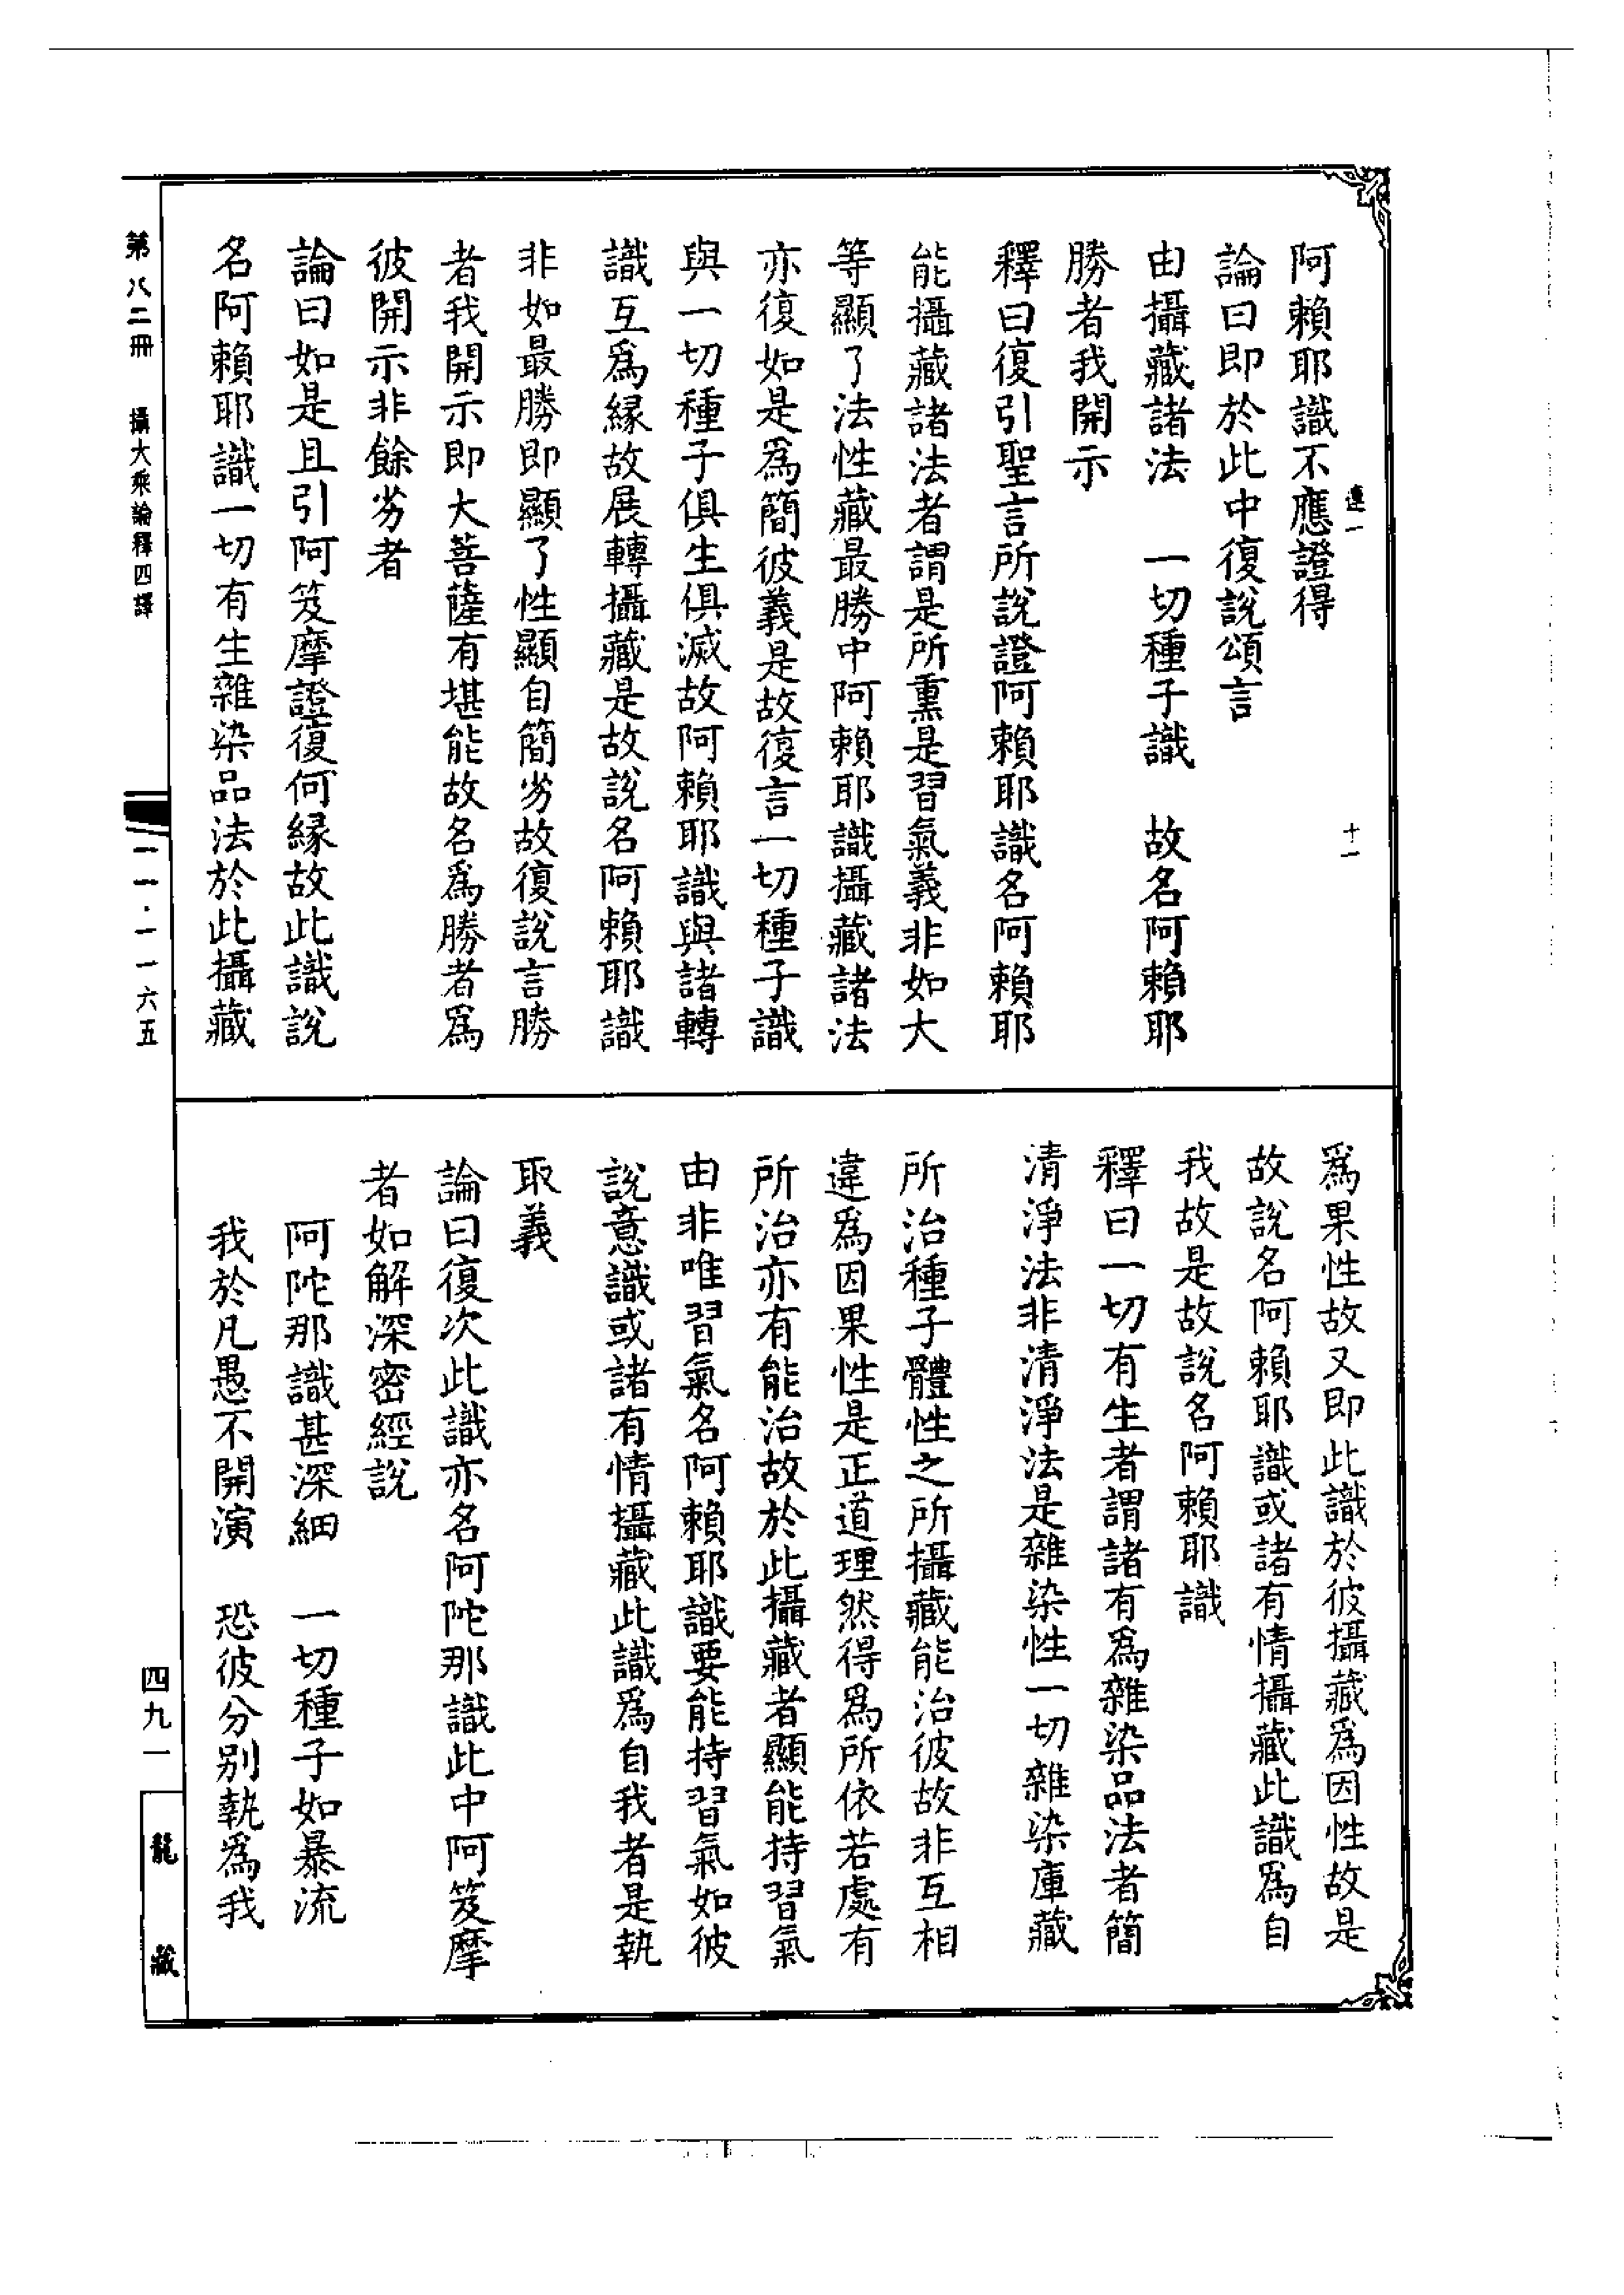 阿賴耶識不應證得
論曰即於此中復說頌言
由攝藏諸法　一切種子識　故名阿賴耶
勝者我開示
釋曰復引聖言所說證阿賴耶識名阿賴耶
能攝藏諸法者謂是所熏是習氣義非如大
等顯了法性藏最勝中阿賴耶識攝藏諸法
亦復如是爲簡彼義是故復言一切種子識
與一切種子俱生俱滅故阿賴耶識與諸轉
識互爲緣故展轉攝藏是故說名阿賴耶識
非如最勝即顯了性顯自簡劣故復說言勝
者我開示即大菩薩有堪能故名爲勝者爲
彼開示非餘劣者
論曰如是且引阿笈摩證復何緣故此識說
名阿賴耶識一切有生雜染品法於此攝藏
爲果性故又即此識於彼攝藏爲因性故是
故說名阿賴耶識或諸有情攝藏此識爲自
我故是故說名阿賴耶識
釋曰一切有生者謂諸有爲雜染品法者簡
清淨法非清淨法是雜染性一切雜染庫藏
所治種子體性之所攝藏能治彼故非互相
違爲因果性是正道理然得爲所依若處有
所治亦有能治故於此攝藏者顯能持習氣
由非唯習氣名阿賴耶識要能持習氣如彼
說意識或諸有情攝藏此識爲自我者是執
取義
論曰復次此識亦名阿陀那識此中阿笈摩
者如解深密經說
阿陀那識甚深細　一切種子如暴流
我於凡愚不開演　恐彼分別執爲我
十一
第八二冊　攝大乘論釋四譯
一一·一一六五
四九一
龍藏